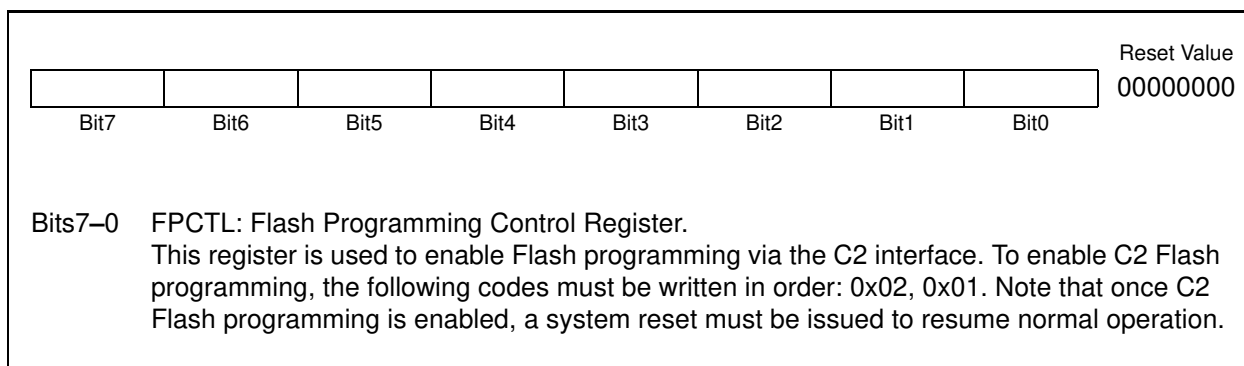 Reset Value
00000000
Bit7 Bit6 Bit5 Bit4 Bit3 Bit2 Bit1 Bit0
Bits7–0 FPCTL: Flash Programming Control Register.
This register is used to enable Flash programming via the C2 interface. To enable C2 Flash
programming, the following codes must be written in order: 0x02, 0x01. Note that once C2
Flash programming is enabled, a system reset must be issued to resume normal operation.